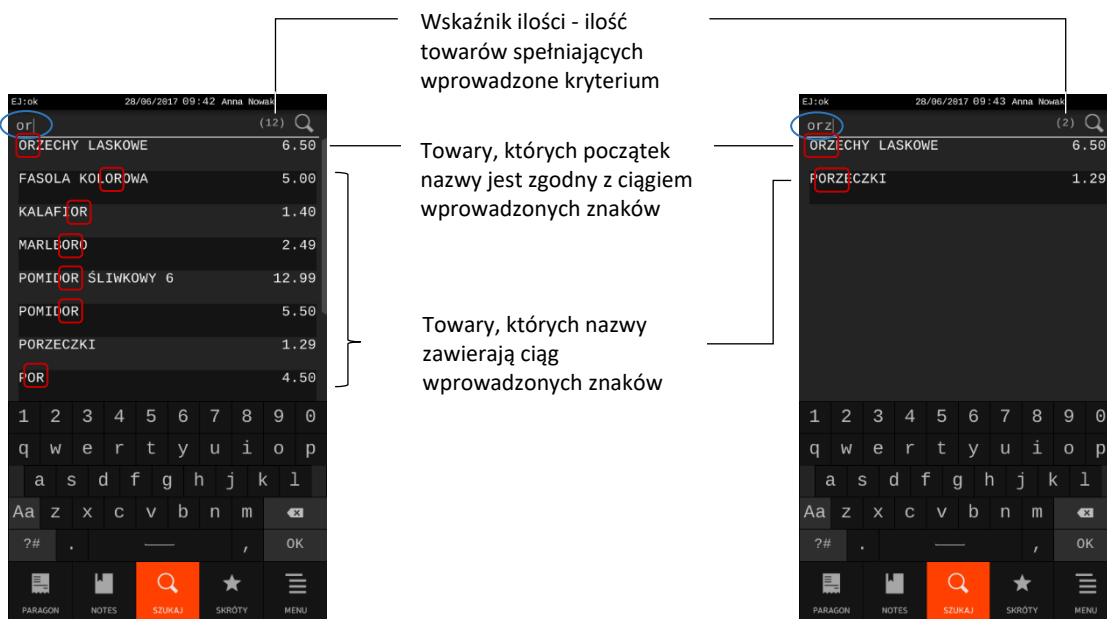 Wskaźnik ilości - ilość
towarów spełniających
wprowadzone kryterium
EJ:ok 28/06/2017 09:42 Anna Nowak
or (12)
ORZECHY LASKOWE 6.50
FASOLA KOLOROWA 5.00
KALAFIOR 1.40
MARLBORO 2.49
POMIDOR ŚLIWKOWY 6 12.99
POMIDOR 5.50
PORZECZKI 1.29
POR 4.50
1 2 3 4 5 6 7 8 9 0
q w e r t y u i o p
a s d f g h j k l
Aa z x c v b n m
?# . , OK
PARAGON NOTES SZUKAJ SKRÓTY MENU
Towary, których początek
nazwy jest zgodny z ciągiem
wprowadzonych znaków
Towary, których nazwy
zawierają ciąg
wprowadzonych znaków
EJ:ok 28/06/2017 09:43 Anna Nowak
orz (2)
ORZECHY LASKOWE 6.50
PORZECZKI 1.29
1 2 3 4 5 6 7 8 9 0
q w e r t y u i o p
a s d f g h j k l
Aa z x c v b n m
?# . , OK
PARAGON NOTES SZUKAJ SKRÓTY MENU